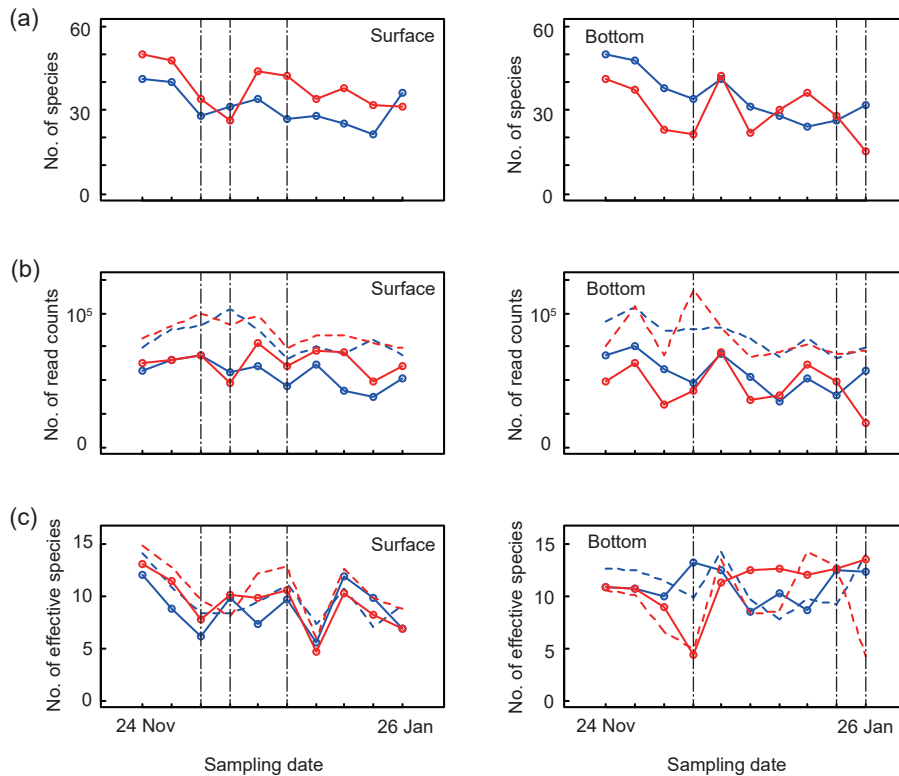 (a)
60
30
0
No. of species
Surface
60
30
0
No. of species
Bottom
(b)
10⁵
0
No. of read counts
Surface
10⁵
0
No. of read counts
Bottom
(c)
15
10
5
0
No. of effective species
Surface
24 Nov
26 Jan
Sampling date
15
10
5
0
No. of effective species
Bottom
24 Nov
26 Jan
Sampling date